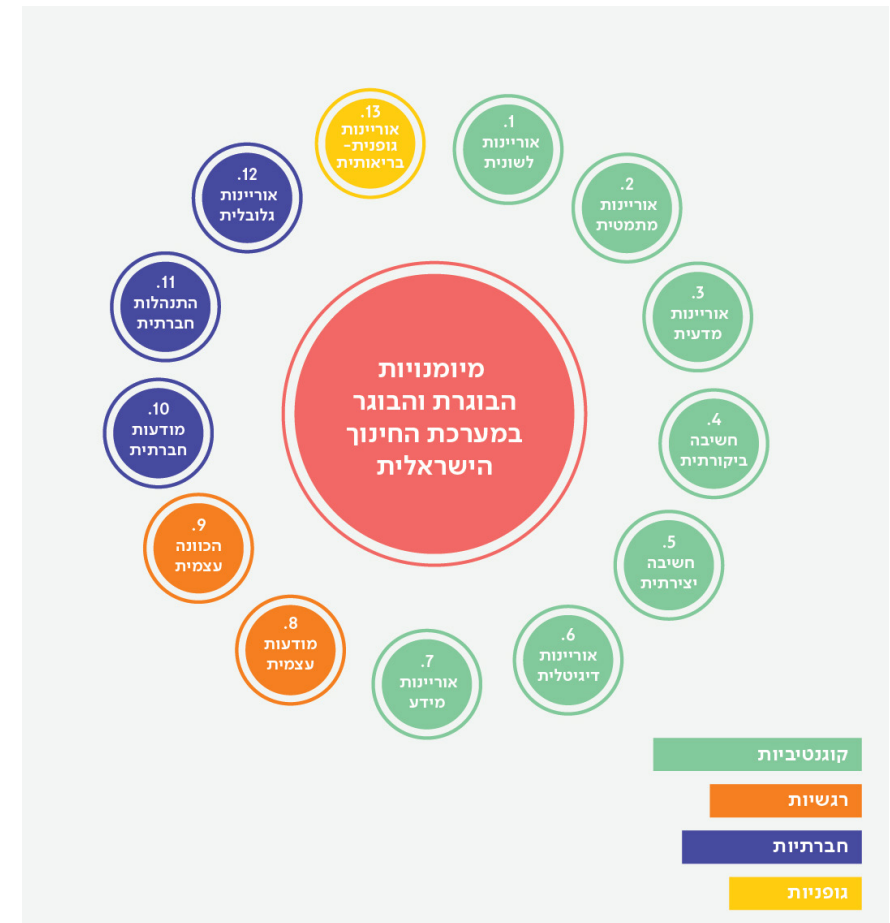 מיומנויות
הבוגרת והבוגר
במערכת החינוך
הישראלית
1.
אוריינות
לשונית
2.
אוריינות
מתמטית
3.
אוריינות
מדעית
4.
חשיבה
ביקורתית
5.
חשיבה
יצירתית
6.
אוריינות
דיגיטלית
7.
אוריינות
מידע
8.
מודעות
עצמית
9.
הכוונה
עצמית
10.
מודעות
חברתית
11.
התנהלות
חברתית
12.
אוריינות
גלובלית
13.
אוריינות
גופנית-
בריאותית
קוגנטיביות
רגשיות
חברתיות
גופניות